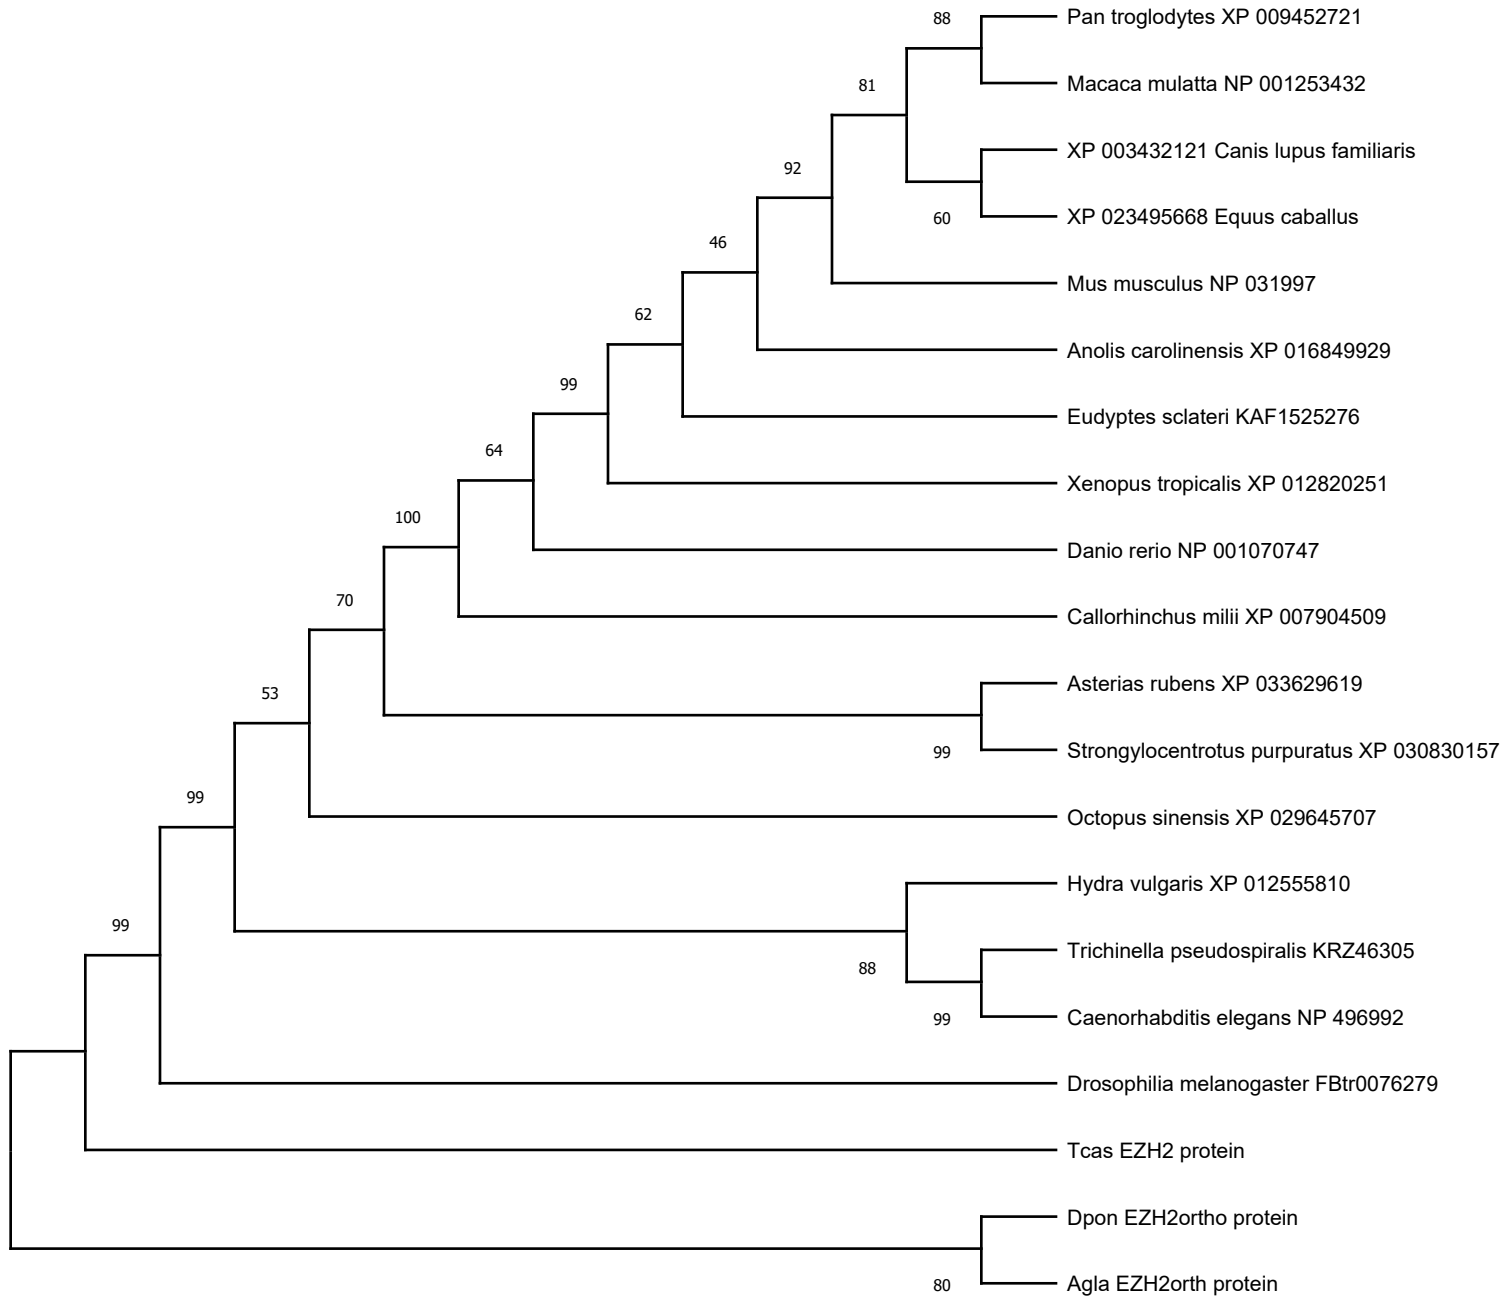 88
Pan troglodytes XP 009452721
Macaca mulatta NP 001253432
81
XP 003432121 Canis lupus familiaris
92
XP 023495668 Equus caballus
60
46
Mus musculus NP 031997
62
Anolis carolinensis XP 016849929
99
Eudyptes sclateri KAF1525276
64
Xenopus tropicalis XP 012820251
100
Danio rerio NP 001070747
70
Callorhinchus milii XP 007904509
53
Asterias rubens XP 033629619
Strongylocentrotus purpuratus XP 030830157
99
99
Octopus sinensis XP 029645707
Hydra vulgaris XP 012555810
99
Trichinella pseudospiralis KRZ46305
88
Caenorhabditis elegans NP 496992
99
Drosophilia melanogaster FBtr0076279
Tcas EZH2 protein
Dpon EZH2ortho protein
Agla EZH2orth protein
80